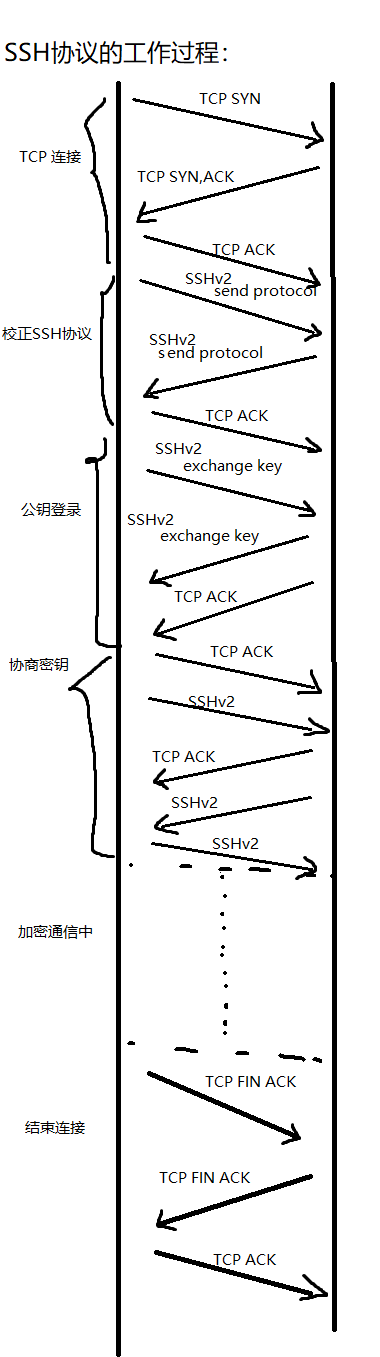 SSH协议的工作过程：
TCP SYN
TCP 连接
TCP SYN,ACK
TCP ACK
SSHv2
send protocol
校正SSH协议
SSHv2
send protocol
TCP ACK
SSHv2
exchange key
公钥登录
SSHv2
exchange key
TCP ACK
TCP ACK
协商密钥
SSHv2
TCP ACK
SSHv2
SSHv2
加密通信中
TCP FIN ACK
结束连接
TCP FIN ACK
TCP ACK